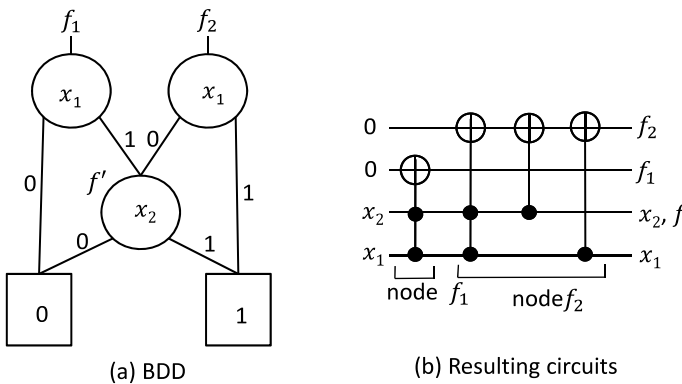 f₁ f₂
x₁ x₁
1 0
0 f′ 1
x₂
0 1
0 1
(a) BDD
0 f₂
0 f₁
x₂ x₂, f
x₁ x₁
node f₁ node f₂
(b) Resulting circuits